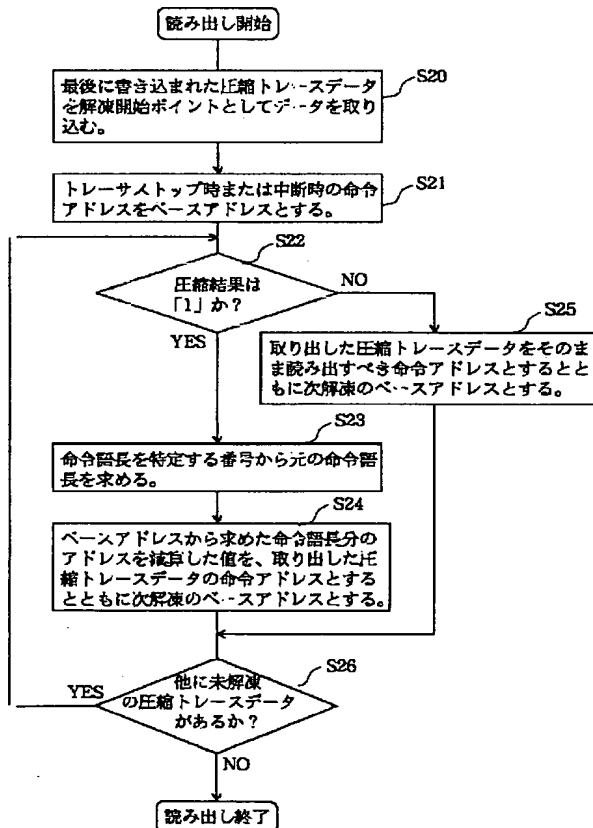 読み出し開始
S20
最後に書き込まれた圧縮トレースデータ
を解凍開始ポイントとしてデータを取り
込む。
S21
トレーサストップ時または中断時の命令
アドレスをベースアドレスとする。
S22
圧縮結果は
「1」か?
NO
YES
S25
取り出した圧縮トレースデータをそのま
ま読み出すべき命令アドレスとするとと
もに次解凍のベースアドレスとする。
S23
命令語長を特定する番号から元の命令語
長を求める。
S24
ベースアドレスから求めた命令語長分の
アドレスを減算した値を、取り出した圧
縮トレースデータの命令アドレスとする
とともに次解凍のベースアドレスとする。
S26
YES
他に未解凍
の圧縮トレースデータ
があるか?
NO
読み出し終了